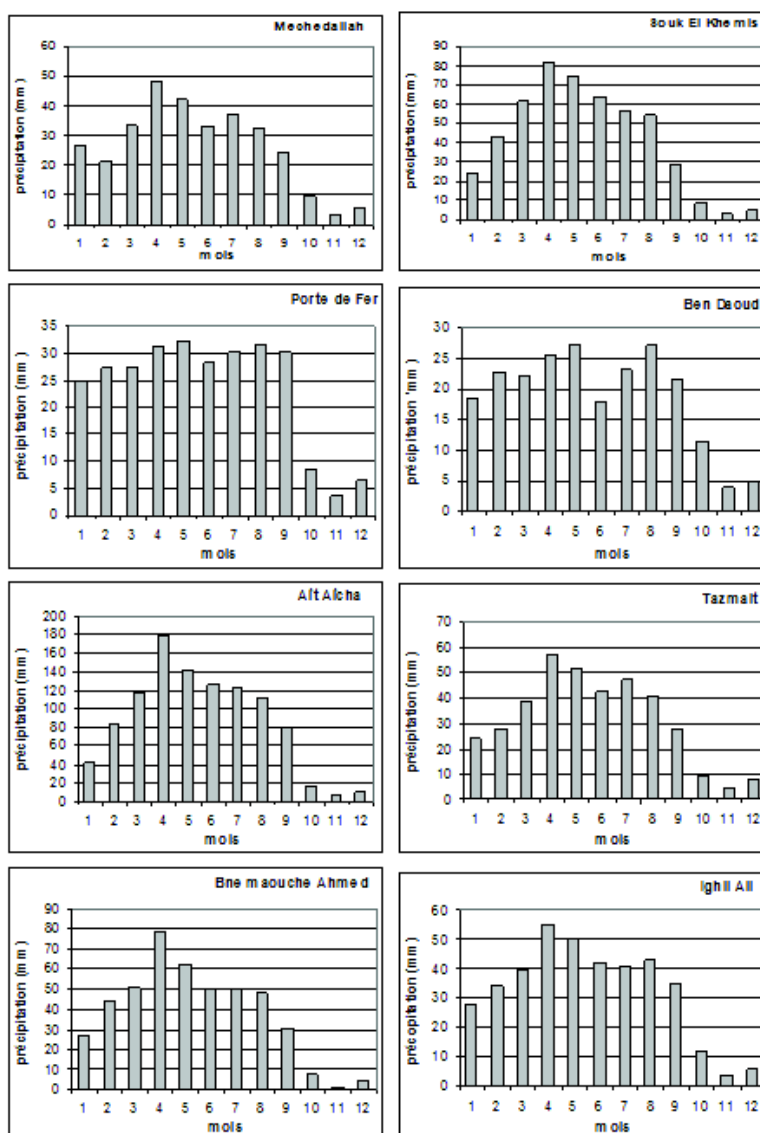 Mechedallah
précipitation (mm)
60
50
40
30
20
10
0
1 2 3 4 5 6 7 8 9 10 11 12
mois
Souk El Khemis
précipitation (mm)
90
80
70
60
50
40
30
20
10
0
1 2 3 4 5 6 7 8 9 10 11 12
mois
Porte de Fer
précipitation (mm)
35
30
25
20
15
10
5
0
1 2 3 4 5 6 7 8 9 10 11 12
mois
Ben Daoud
précipitation 'mm)
30
25
20
15
10
5
0
1 2 3 4 5 6 7 8 9 10 11 12
mois
Aït Aïcha
précipitation (mm)
200
180
160
140
120
100
80
60
40
20
0
1 2 3 4 5 6 7 8 9 10 11 12
mois
Tazmalt
précipitation (mm)
70
60
50
40
30
20
10
0
1 2 3 4 5 6 7 8 9 10 11 12
mois
Bne maouche Ahmed
précipitation (mm)
90
80
70
60
50
40
30
20
10
0
1 2 3 4 5 6 7 8 9 10 11 12
mois
Ighil Ali
précopitation (mm)
60
50
40
30
20
10
0
1 2 3 4 5 6 7 8 9 10 11 12
mois